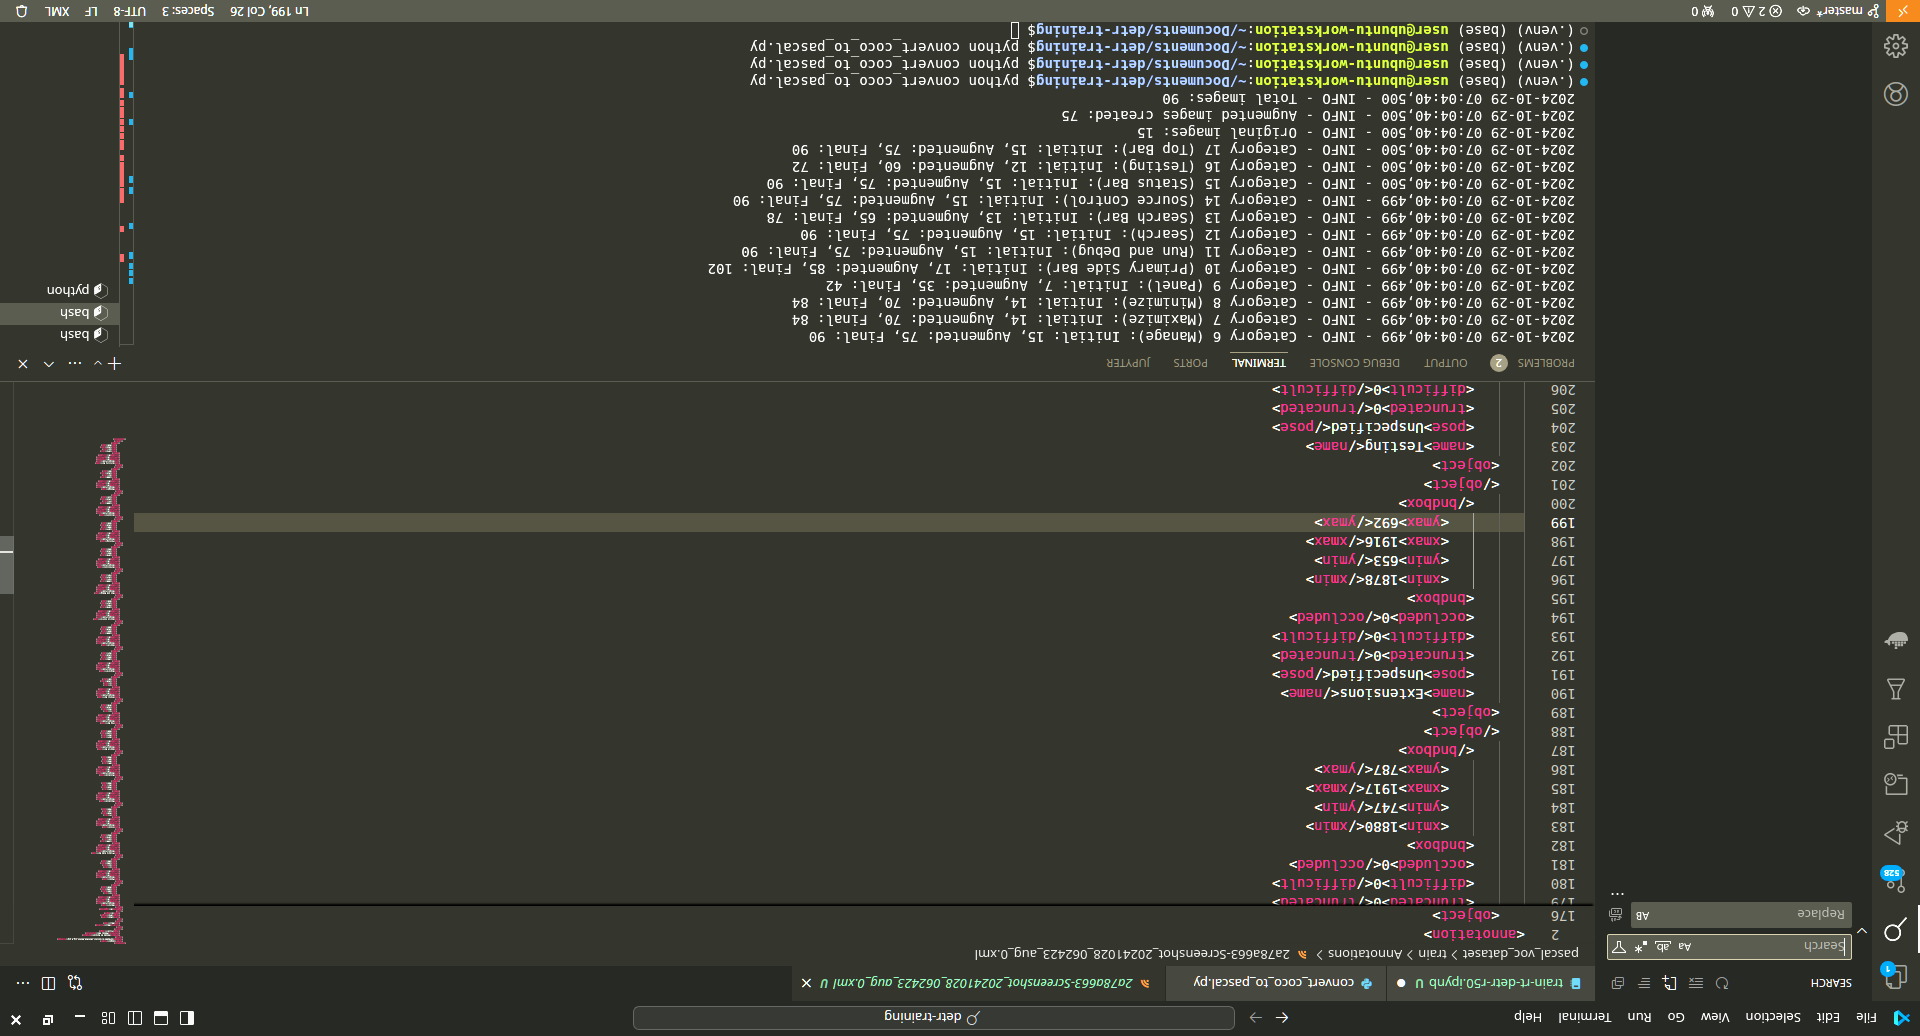 File Edit Selection View Go Run Terminal Help
detr-training
SEARCH
Search
Aa ab .*
Replace
AB
1
528
train-rt-detr-r50.ipynb U
convert_coco_to_pascal.py
2a78a663-Screenshot_20241028_062423_aug_0.xml U
pascal_voc_dataset > train > Annotations > 2a78a663-Screenshot_20241028_062423_aug_0.xml
2 <annotation>
176 <object>
179 <truncated>0</truncated>
180 <difficult>0</difficult>
181 <occluded>0</occluded>
182 <bndbox>
183 <xmin>1880</xmin>
184 <ymin>747</ymin>
185 <xmax>1917</xmax>
186 <ymax>787</ymax>
187 </bndbox>
188 </object>
189 <object>
190 <name>Extensions</name>
191 <pose>Unspecified</pose>
192 <truncated>0</truncated>
193 <difficult>0</difficult>
194 <occluded>0</occluded>
195 <bndbox>
196 <xmin>1878</xmin>
197 <ymin>653</ymin>
198 <xmax>1916</xmax>
199 <ymax>692</ymax>
200 </bndbox>
201 </object>
202 <object>
203 <name>Testing</name>
204 <pose>Unspecified</pose>
205 <truncated>0</truncated>
206 <difficult>0</difficult>
PROBLEMS 2 OUTPUT DEBUG CONSOLE TERMINAL PORTS JUPYTER
2024-10-29 07:04:40,499 - INFO - Category 6 (Manage): Initial: 15, Augmented: 75, Final: 90
2024-10-29 07:04:40,499 - INFO - Category 7 (Maximize): Initial: 14, Augmented: 70, Final: 84
2024-10-29 07:04:40,499 - INFO - Category 8 (Minimize): Initial: 14, Augmented: 70, Final: 84
2024-10-29 07:04:40,499 - INFO - Category 9 (Panel): Initial: 7, Augmented: 35, Final: 42
2024-10-29 07:04:40,499 - INFO - Category 10 (Primary Side Bar): Initial: 17, Augmented: 85, Final: 102
2024-10-29 07:04:40,499 - INFO - Category 11 (Run and Debug): Initial: 15, Augmented: 75, Final: 90
2024-10-29 07:04:40,499 - INFO - Category 12 (Search): Initial: 15, Augmented: 75, Final: 90
2024-10-29 07:04:40,499 - INFO - Category 13 (Search Bar): Initial: 13, Augmented: 65, Final: 78
2024-10-29 07:04:40,499 - INFO - Category 14 (Source Control): Initial: 15, Augmented: 75, Final: 90
2024-10-29 07:04:40,500 - INFO - Category 15 (Status Bar): Initial: 15, Augmented: 75, Final: 90
2024-10-29 07:04:40,500 - INFO - Category 16 (Testing): Initial: 12, Augmented: 60, Final: 72
2024-10-29 07:04:40,500 - INFO - Category 17 (Top Bar): Initial: 15, Augmented: 75, Final: 90
2024-10-29 07:04:40,500 - INFO - Original images: 15
2024-10-29 07:04:40,500 - INFO - Augmented images created: 75
2024-10-29 07:04:40,500 - INFO - Total images: 90
(.venv) (base) user@ubuntu-workstation:~/Documents/detr-training$ python convert_coco_to_pascal.py
(.venv) (base) user@ubuntu-workstation:~/Documents/detr-training$ python convert_coco_to_pascal.py
(.venv) (base) user@ubuntu-workstation:~/Documents/detr-training$ python convert_coco_to_pascal.py
(.venv) (base) user@ubuntu-workstation:~/Documents/detr-training$
bash
bash
python
master* 2 0 0
Ln 199, Col 26 Spaces: 3 UTF-8 LF XML